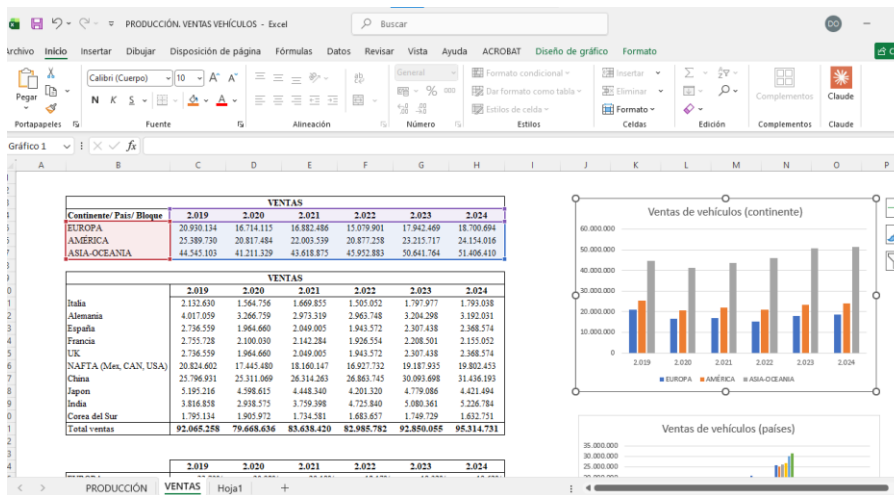 PRODUCCIÓN. VENTAS VEHÍCULOS - Excel
Buscar
DO
Archivo Inicio Insertar Dibujar Disposición de página Fórmulas Datos Revisar Vista Ayuda ACROBAT Diseño de gráfico Formato
Pegar
Calibri (Cuerpo) 10
N K S
General
Formato condicional
Dar formato como tabla
Estilos de celda
Insertar
Eliminar
Formato
Complementos
Claude
Portapapeles Fuente Alineación Número Estilos Celdas Edición Complementos Claude
Gráfico 1 fx
A B C D E F G H I J K L M N O P
VENTAS
Continente/ País/ Bloque 2.019 2.020 2.021 2.022 2.023 2.024
EUROPA 20.930.134 16.714.115 16.882.486 15.079.901 17.942.469 18.700.694
AMÉRICA 25.389.730 20.817.484 22.003.539 20.877.258 23.215.717 24.154.016
ASIA-OCEANIA 44.545.103 41.211.329 43.618.875 45.952.883 50.641.764 51.406.410
VENTAS
2.019 2.020 2.021 2.022 2.023 2.024
Italia 2.132.630 1.564.756 1.669.855 1.505.052 1.797.977 1.793.038
Alemania 4.017.059 3.266.759 2.973.319 2.963.748 3.204.298 3.192.031
España 2.736.559 1.964.660 2.049.005 1.943.572 2.307.438 2.368.574
Francia 2.755.728 2.100.030 2.142.284 1.926.554 2.208.501 2.155.052
UK 2.736.559 1.964.660 2.049.005 1.943.572 2.307.438 2.368.574
NAFTA (Mex, CAN, USA) 20.824.602 17.445.480 18.160.147 16.927.732 19.187.935 19.802.453
China 25.796.931 25.311.069 26.314.263 26.863.745 30.093.698 31.436.193
Japon 5.195.216 4.598.615 4.448.340 4.201.320 4.779.086 4.421.494
India 3.816.858 2.938.575 3.759.398 4.725.840 5.080.361 5.226.784
Corea del Sur 1.795.134 1.905.972 1.734.581 1.683.657 1.749.729 1.632.751
Total ventas 92.065.258 79.668.636 83.638.420 82.985.782 92.850.055 95.314.731
2.019 2.020 2.021 2.022 2.023 2.024
Ventas de vehículos (continente)
60.000.000
50.000.000
40.000.000
30.000.000
20.000.000
10.000.000
0
2.019 2.020 2.021 2.022 2.023 2.024
EUROPA AMÉRICA ASIA-OCEANIA
Ventas de vehículos (países)
35.000.000
30.000.000
25.000.000
PRODUCCIÓN VENTAS Hoja1